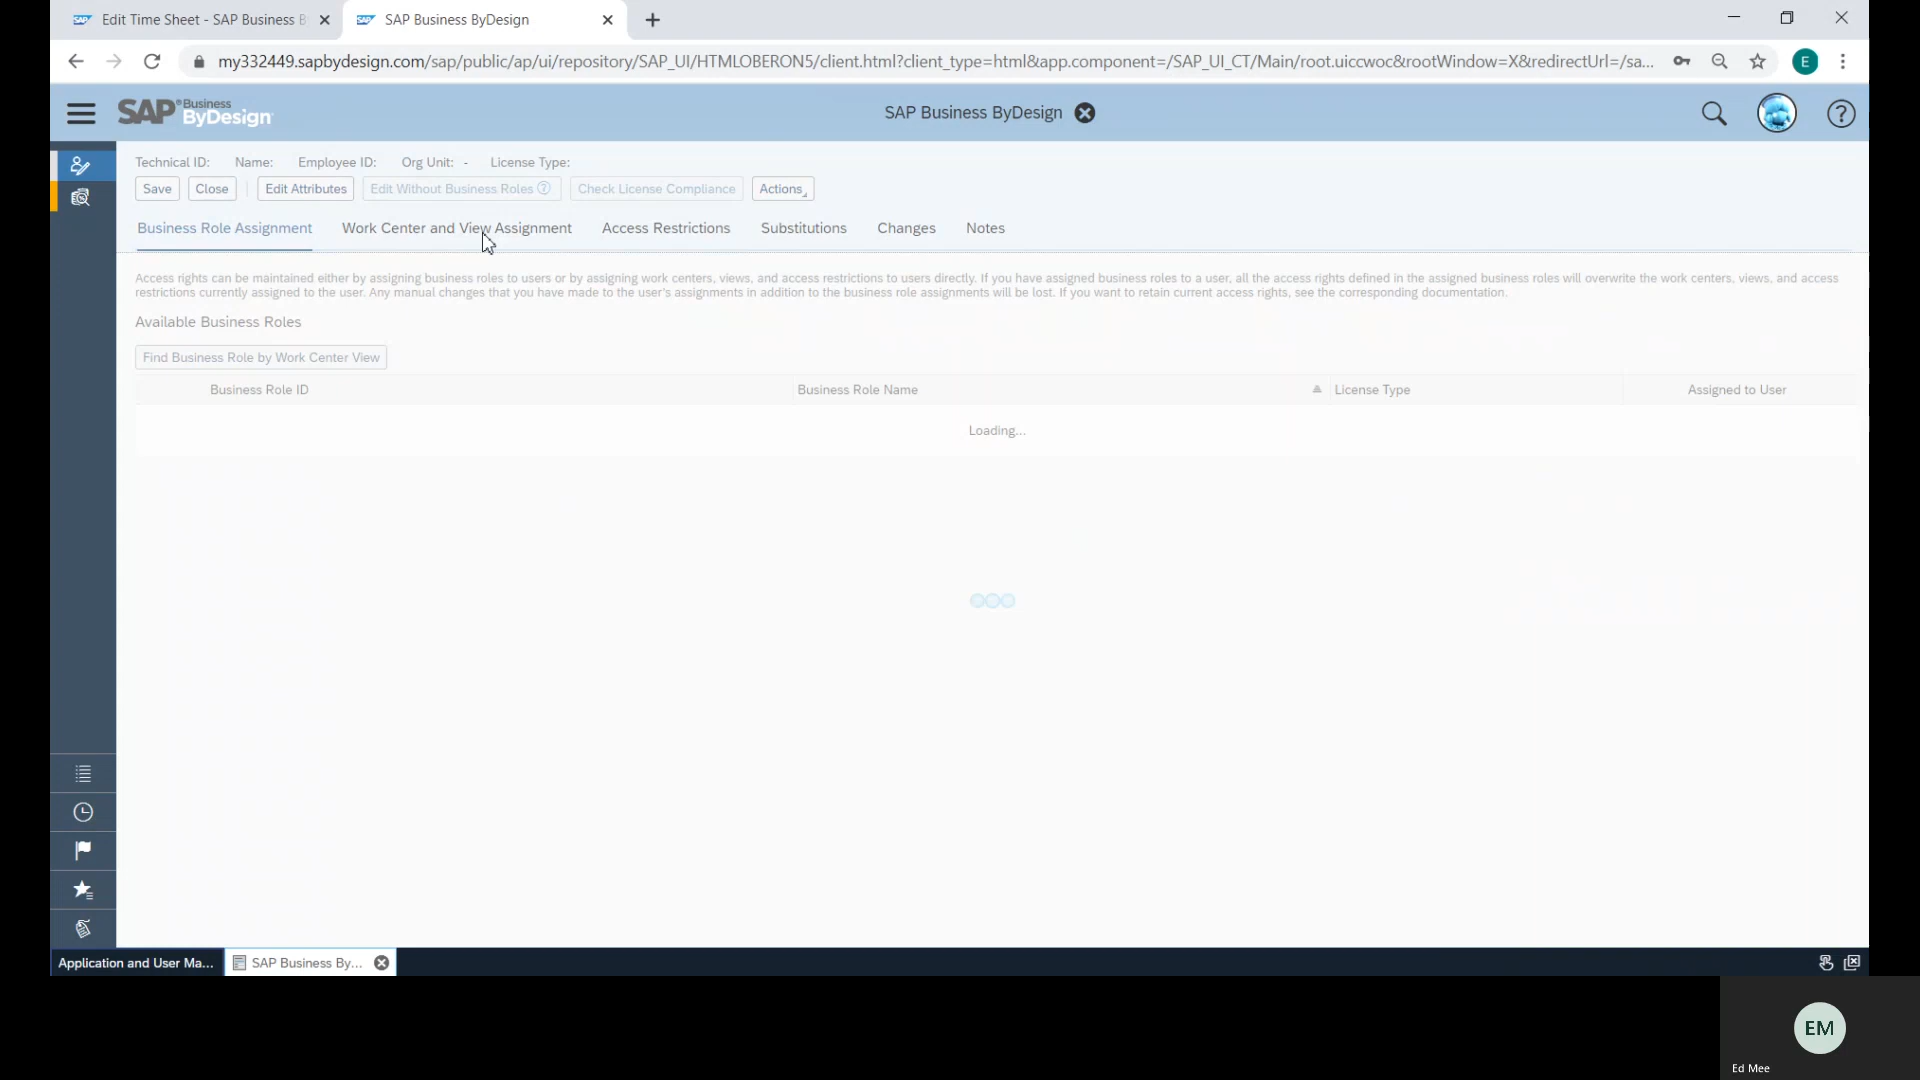 Edit Time Sheet - SAP Business B
SAP Business ByDesign
my332449.sapbydesign.com/sap/public/ap/ui/repository/SAP_UI/HTMLOBERON5/client.html?client_type=html&app.component=/SAP_UI_CT/Main/root.uiccwoc&rootWindow=X&redirectUrl=/sa...
E
SAP Business ByDesign
SAP Business ByDesign
Technical ID: Name: Employee ID: Org Unit: - License Type:
Save Close Edit Attributes Edit Without Business Roles Check License Compliance Actions
Business Role Assignment Work Center and View Assignment Access Restrictions Substitutions Changes Notes
Access rights can be maintained either by assigning business roles to users or by assigning work centers, views, and access restrictions to users directly. If you have assigned business roles to a user, all the access rights defined in the assigned business roles will overwrite the work centers, views, and access
restrictions currently assigned to the user. Any manual changes that you have made to the user's assignments in addition to the business role assignments will be lost. If you want to retain current access rights, see the corresponding documentation.
Available Business Roles
Find Business Role by Work Center View
Business Role ID Business Role Name License Type Assigned to User
Loading...
Application and User Ma... SAP Business By...
EM
Ed Mee